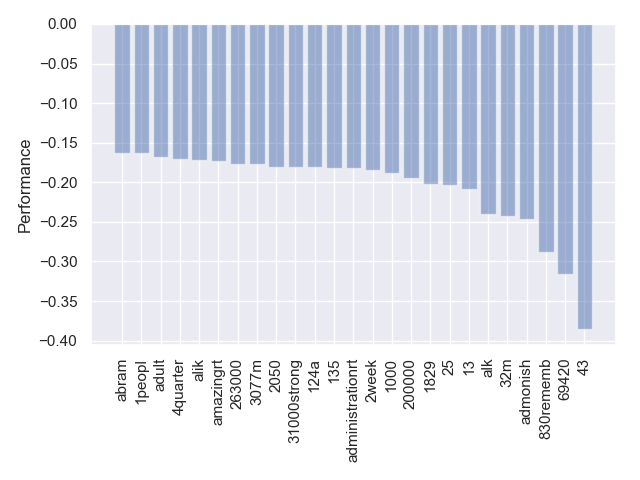 0.00
−0.05
−0.10
−0.15
−0.20
−0.25
−0.30
−0.35
−0.40
Performance
abram
1peopl
adult
4quarter
alik
amazingrt
263000
3077m
2050
31000strong
124a
135
administrationrt
2week
1000
200000
1829
25
13
alk
32m
admonish
830rememb
69420
43